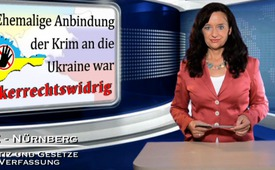 Ehemalige Anbindung
der Krim an die
Ukraine war
kerrechtswidrig
- NÜRNBERG
UND GESETZE
VERFASSUNG